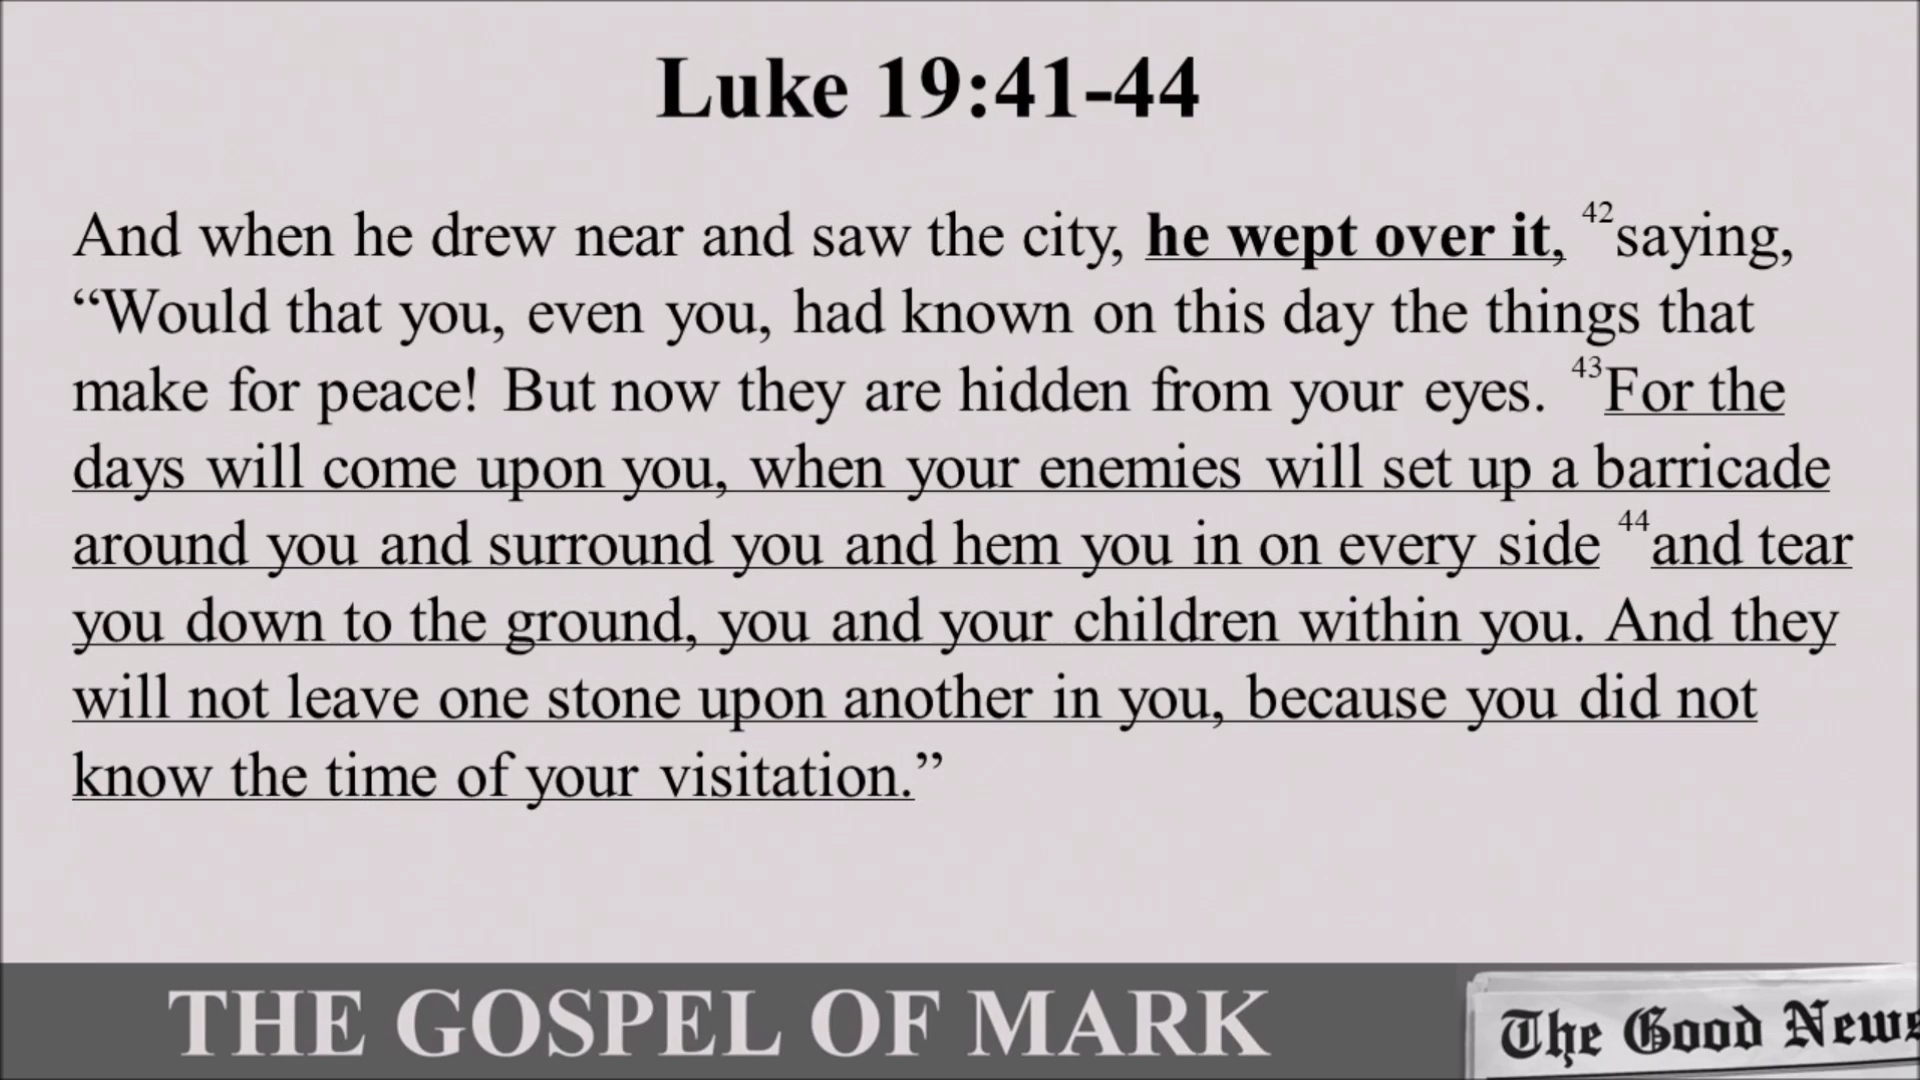 Luke 19:41-44
And when he drew near and saw the city, he wept over it, 42saying,
“Would that you, even you, had known on this day the things that
make for peace! But now they are hidden from your eyes. 43For the
days will come upon you, when your enemies will set up a barricade
around you and surround you and hem you in on every side 44and tear
you down to the ground, you and your children within you. And they
will not leave one stone upon another in you, because you did not
know the time of your visitation.”
THE GOSPEL OF MARK
The Good News